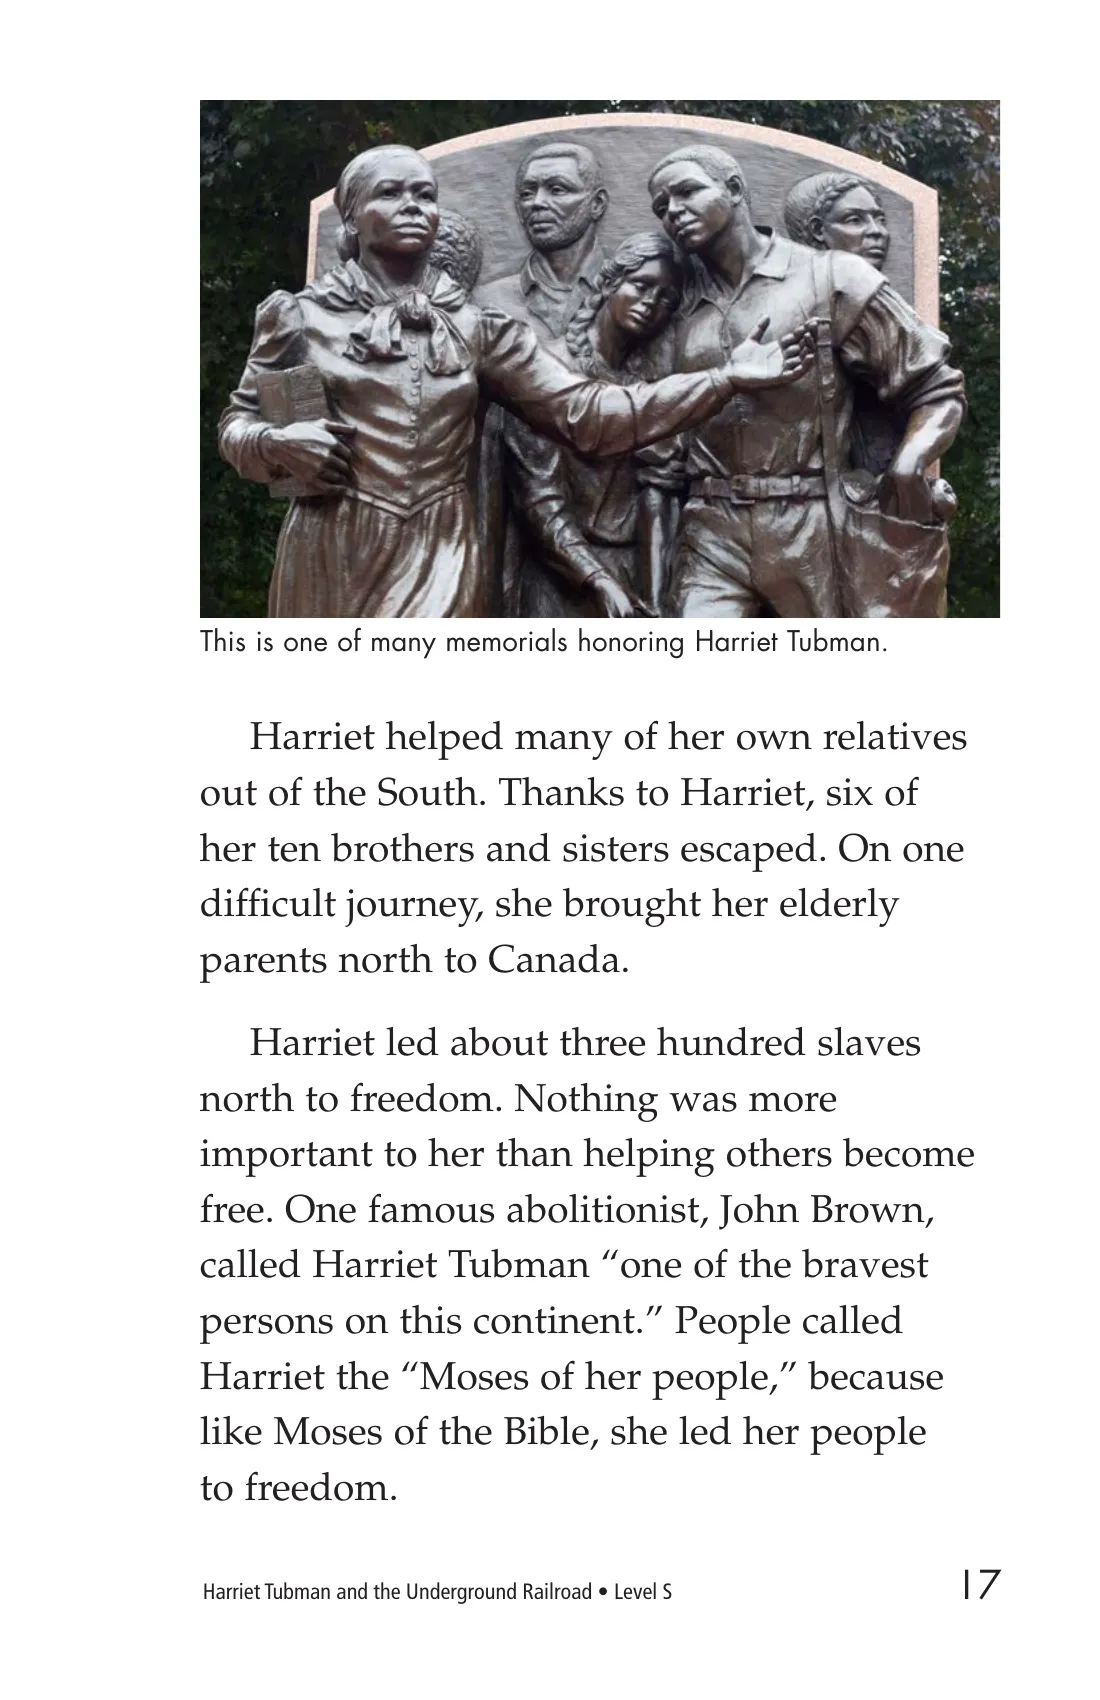 This is one of many memorials honoring Harriet Tubman.
Harriet helped many of her own relatives
out of the South. Thanks to Harriet, six of
her ten brothers and sisters escaped. On one
difficult journey, she brought her elderly
parents north to Canada.
Harriet led about three hundred slaves
north to freedom. Nothing was more
important to her than helping others become
free. One famous abolitionist, John Brown,
called Harriet Tubman “one of the bravest
persons on this continent.” People called
Harriet the “Moses of her people,” because
like Moses of the Bible, she led her people
to freedom.
Harriet Tubman and the Underground Railroad • Level S
17